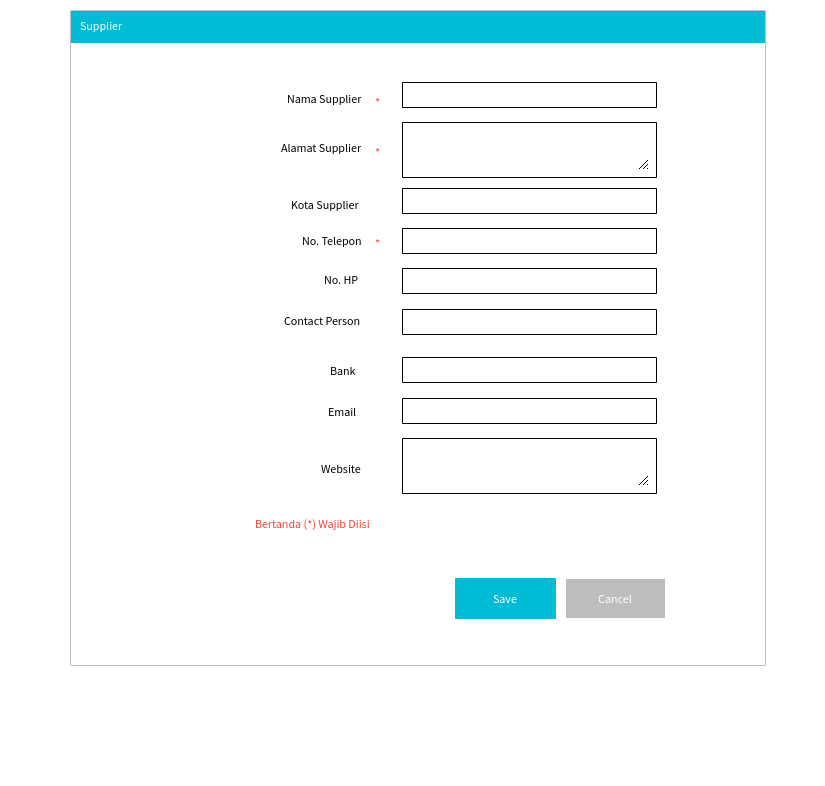 Supplier
Nama Supplier *
Alamat Supplier *
Kota Supplier
No. Telepon *
No. HP
Contact Person
Bank
Email
Website
Bertanda (*) Wajib Diisi
Save Cancel